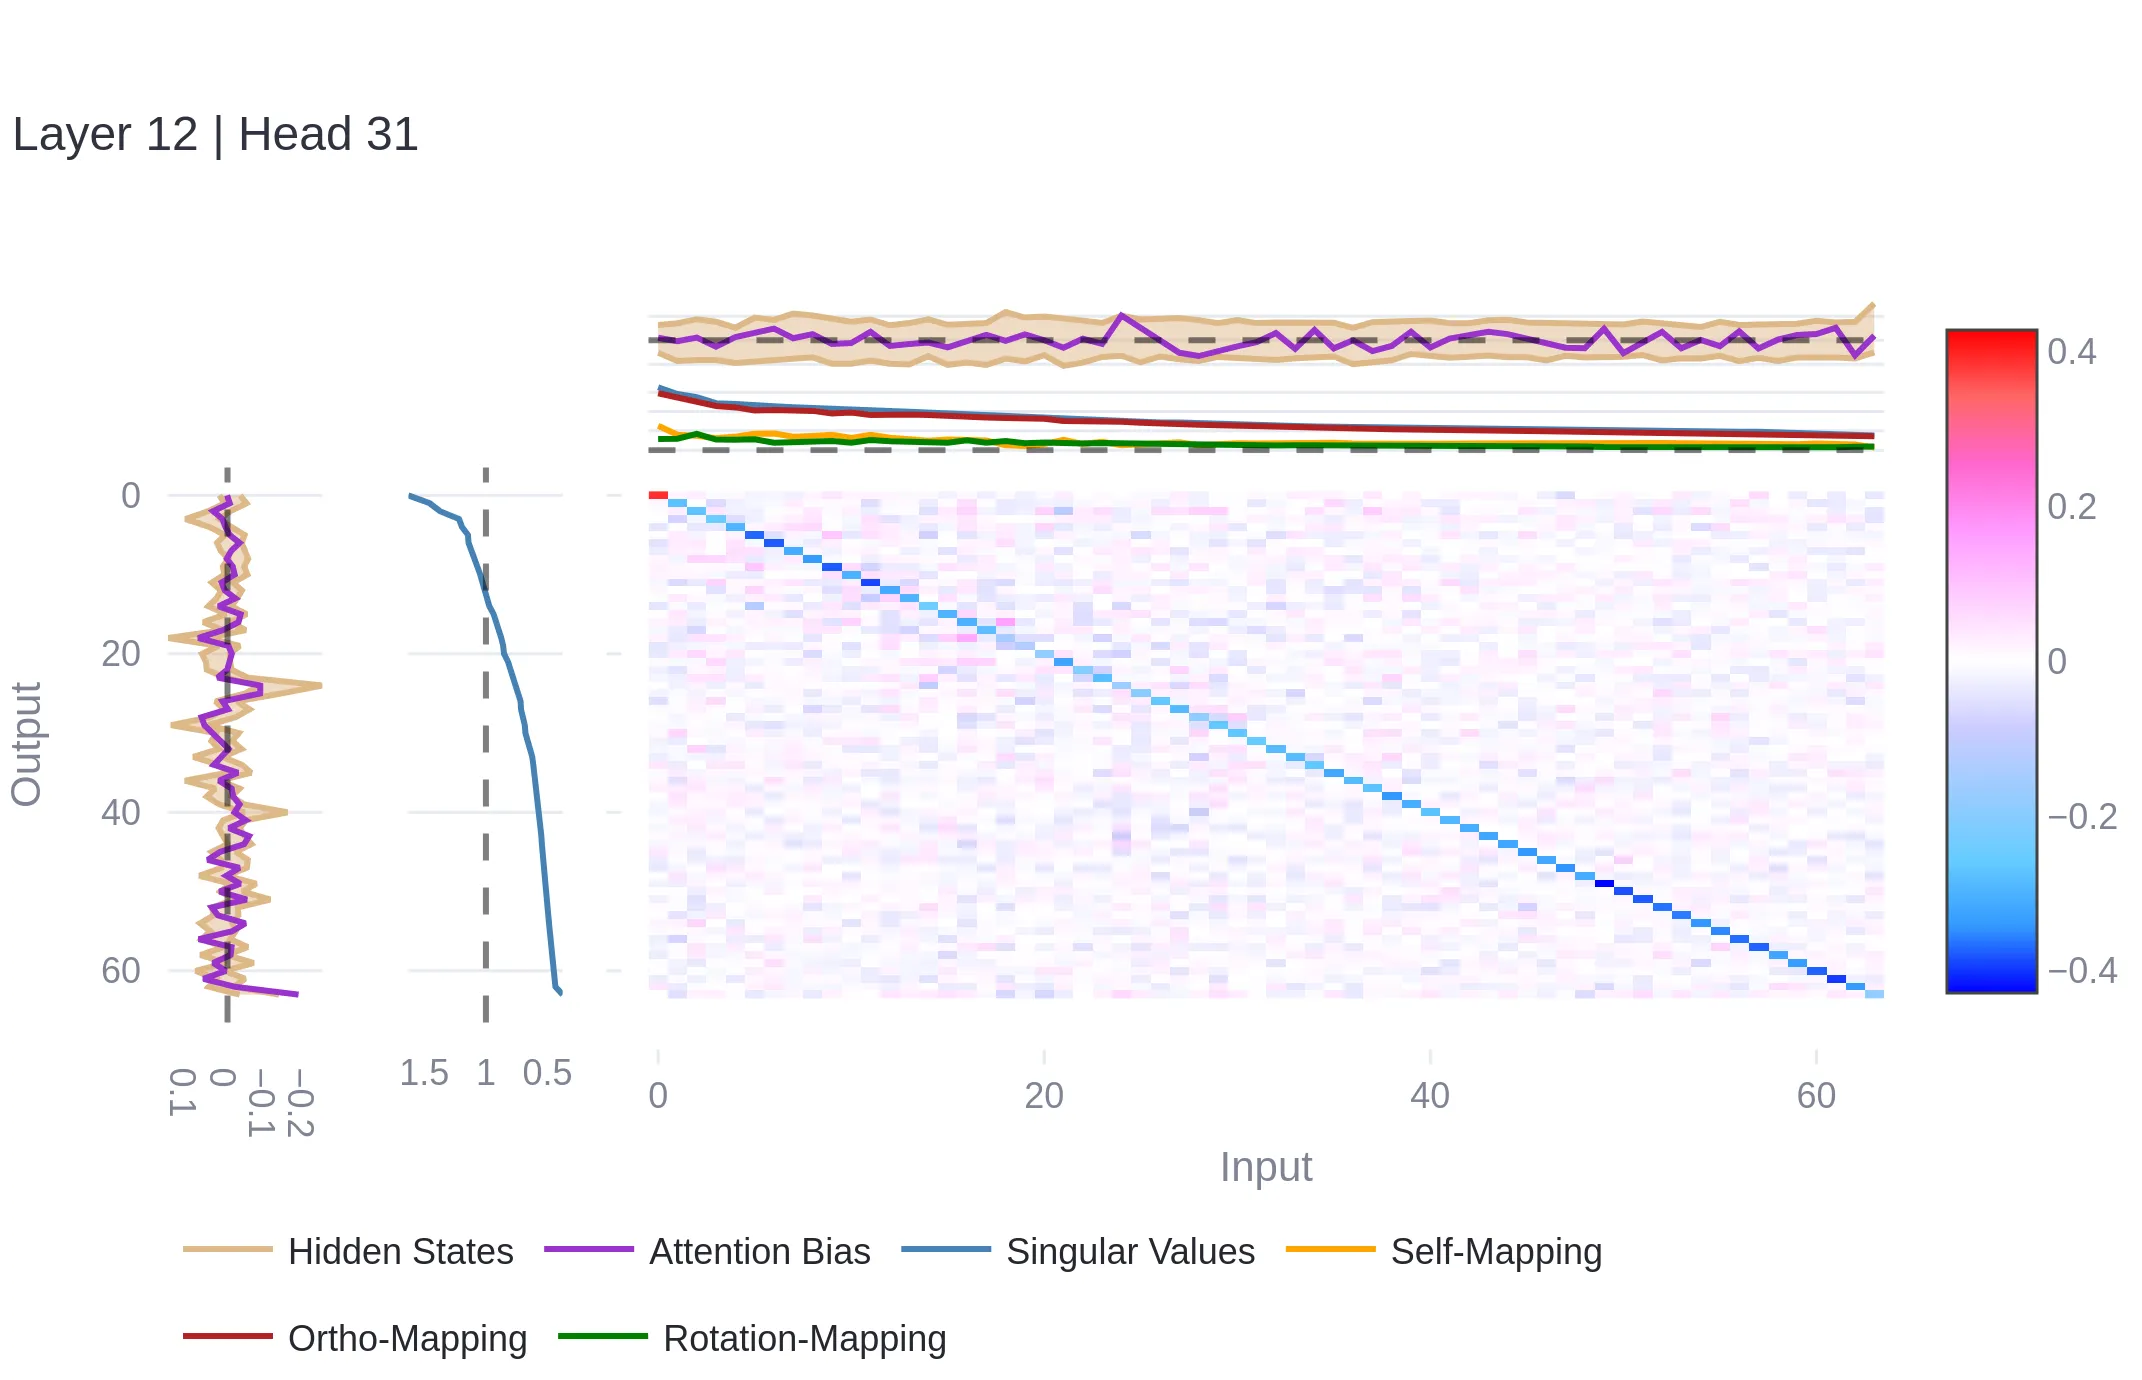 Layer 12 | Head 31
0
20
40
60
Output
0.1
0
−0.1
−0.2
1.5
1
0.5
0
20
40
60
Input
0.4
0.2
0
−0.2
−0.4
Hidden States
Attention Bias
Singular Values
Self-Mapping
Ortho-Mapping
Rotation-Mapping